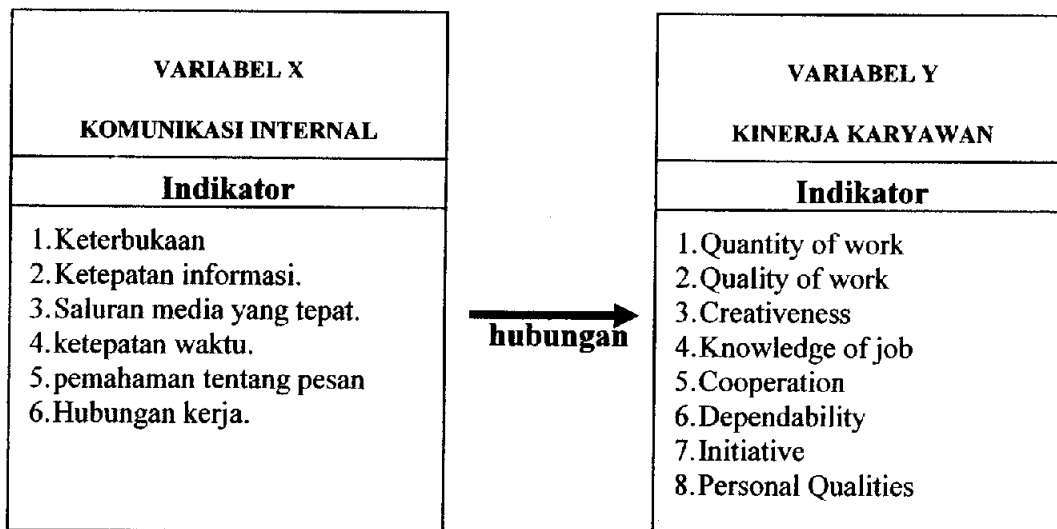 VARIABEL X
KOMUNIKASI INTERNAL
Indikator
1.Keterbukaan
2.Ketepatan informasi.
3.Saluran media yang tepat.
4.ketepatan waktu.
5.pemahaman tentang pesan
6.Hubungan kerja.
hubungan
VARIABEL Y
KINERJA KARYAWAN
Indikator
1.Quantity of work
2.Quality of work
3.Creativeness
4.Knowledge of job
5.Cooperation
6.Dependability
7.Initiative
8.Personal Qualities